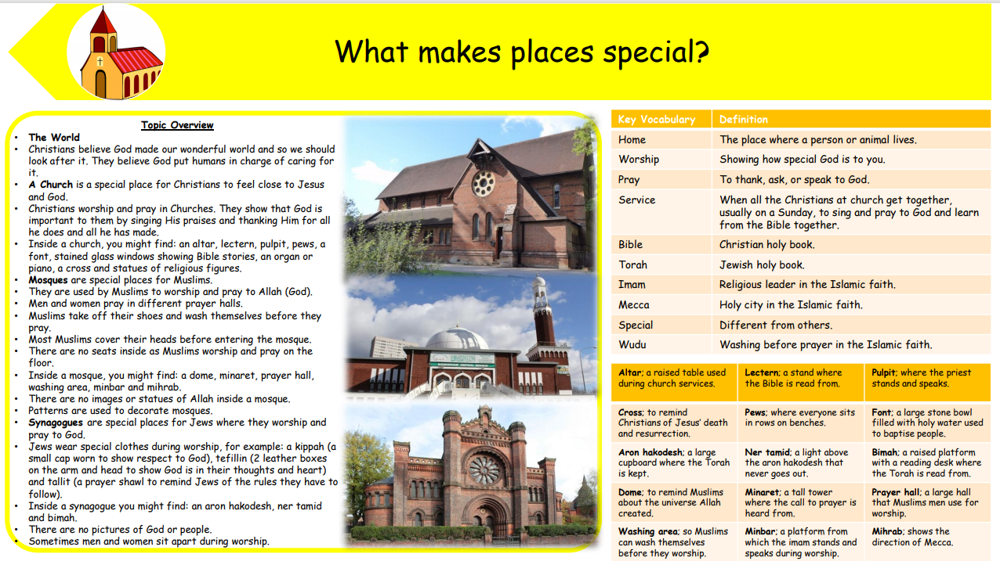 What makes places special?
Topic Overview
• The World
• Christians believe God made our wonderful world and so we should
look after it. They believe God put humans in charge of caring for
it.
• A Church is a special place for Christians to feel close to Jesus
and God.
• Christians worship and pray in Churches. They show that God is
important to them by singing His praises and thanking Him for all
he does and all he has made.
• Inside a church, you might find: an altar, lectern, pulpit, pews, a
font, stained glass windows showing Bible stories, an organ or
piano, a cross and statues of religious figures.
• Mosques are special places for Muslims.
• They are used by Muslims to worship and pray to Allah (God).
• Men and women pray in different prayer halls.
• Muslims take off their shoes and wash themselves before they
pray.
• Most Muslims cover their heads before entering the mosque.
• There are no seats inside as Muslims worship and pray on the
floor.
• Inside a mosque, you might find: a dome, minaret, prayer hall,
washing area, minbar and mihrab.
• There are no images or statues of Allah inside a mosque.
• Patterns are used to decorate mosques.
• Synagogues are special places for Jews where they worship and
pray to God.
• Jews wear special clothes during worship, for example: a kippah (a
small cap worn to show respect to God), tefillin (2 leather boxes
on the arm and head to show God is in their thoughts and heart)
and tallit (a prayer shawl to remind Jews of the rules they have to
follow).
• Inside a synagogue you might find: an aron hakodesh, ner tamid
and bimah.
• There are no pictures of God or people.
• Sometimes men and women sit apart during worship.
Key Vocabulary Definition
Home The place where a person or animal lives.
Worship Showing how special God is to you.
Pray To thank, ask, or speak to God.
Service When all the Christians at church get together,
usually on a Sunday, to sing and pray to God and learn
from the Bible together.
Bible Christian holy book.
Torah Jewish holy book.
Imam Religious leader in the Islamic faith.
Mecca Holy city in the Islamic faith.
Special Different from others.
Wudu Washing before prayer in the Islamic faith.
Altar; a raised table used
during church services.
Lectern; a stand where
the Bible is read from.
Pulpit; where the priest
stands and speaks.
Cross; to remind
Christians of Jesus' death
and resurrection.
Pews; where everyone sits
in rows on benches.
Font; a large stone bowl
filled with holy water used
to baptise people.
Aron hakodesh; a large
cupboard where the Torah
is kept.
Ner tamid; a light above
the aron hakodesh that
never goes out.
Bimah; a raised platform
with a reading desk where
the Torah is read from.
Dome; to remind Muslims
about the universe Allah
created.
Minaret; a tall tower
where the call to prayer is
heard from.
Prayer hall; a large hall
that Muslims men use for
worship.
Washing area; so Muslims
can wash themselves
before they worship.
Minbar; a platform from
which the imam stands and
speaks during worship.
Mihrab; shows the
direction of Mecca.